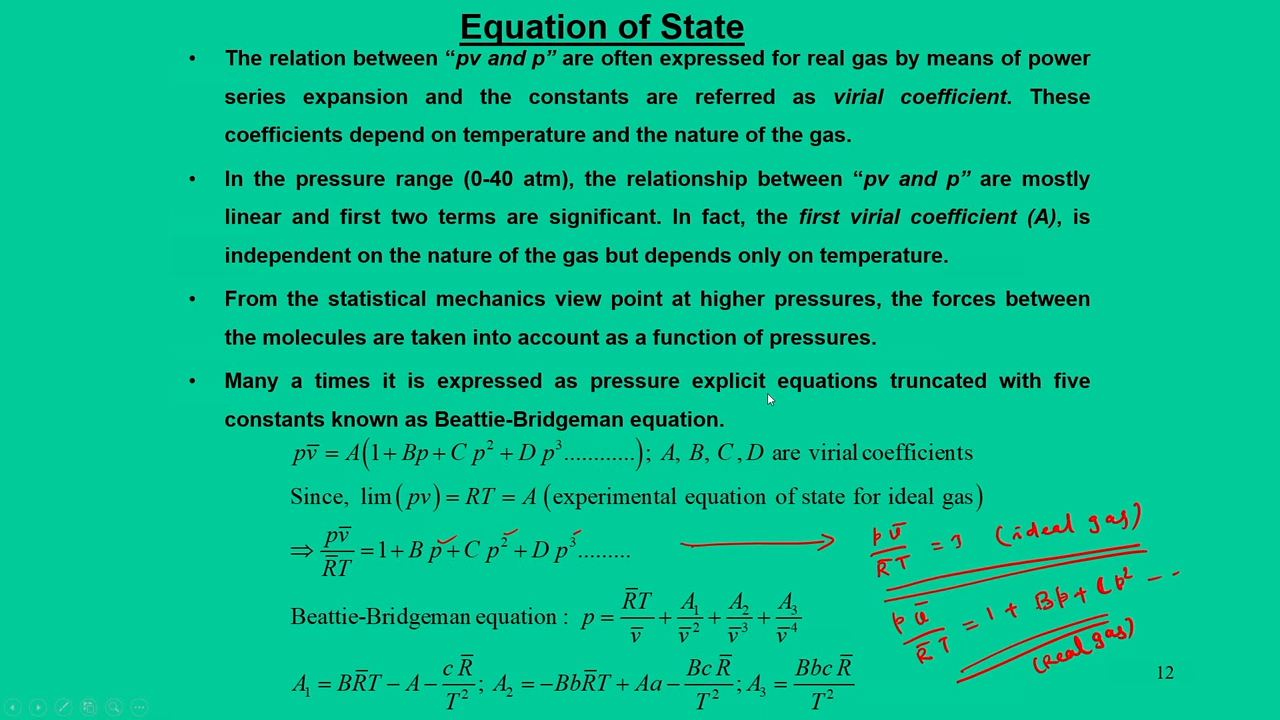 Equation of State
• The relation between “pv and p” are often expressed for real gas by means of power
series expansion and the constants are referred as virial coefficient. These
coefficients depend on temperature and the nature of the gas.
• In the pressure range (0-40 atm), the relationship between “pv and p” are mostly
linear and first two terms are significant. In fact, the first virial coefficient (A), is
independent on the nature of the gas but depends only on temperature.
• From the statistical mechanics view point at higher pressures, the forces between
the molecules are taken into account as a function of pressures.
• Many a times it is expressed as pressure explicit equations truncated with five
constants known as Beattie-Bridgeman equation.
pv̅ = A(1 + Bp + C p² + D p³............); A, B, C, D are virial coefficients
Since, lim(pv) = RT = A (experimental equation of state for ideal gas)
⇒ pv̅/R̅T = 1 + B p + C p² + D p³.........
pv̅/R̅T = 1 (ideal gas)
Beattie-Bridgeman equation : p = R̅T/v̅ + A₁/v̅² + A₂/v̅³ + A₃/v̅⁴
pv̅/R̅T = 1 + Bp + Cp² - - -
(Real gas)
A₁ = BR̅T − A − cR̅/T²; A₂ = −BbR̅T + Aa − BcR̅/T²; A₃ = BbcR̅/T²
12